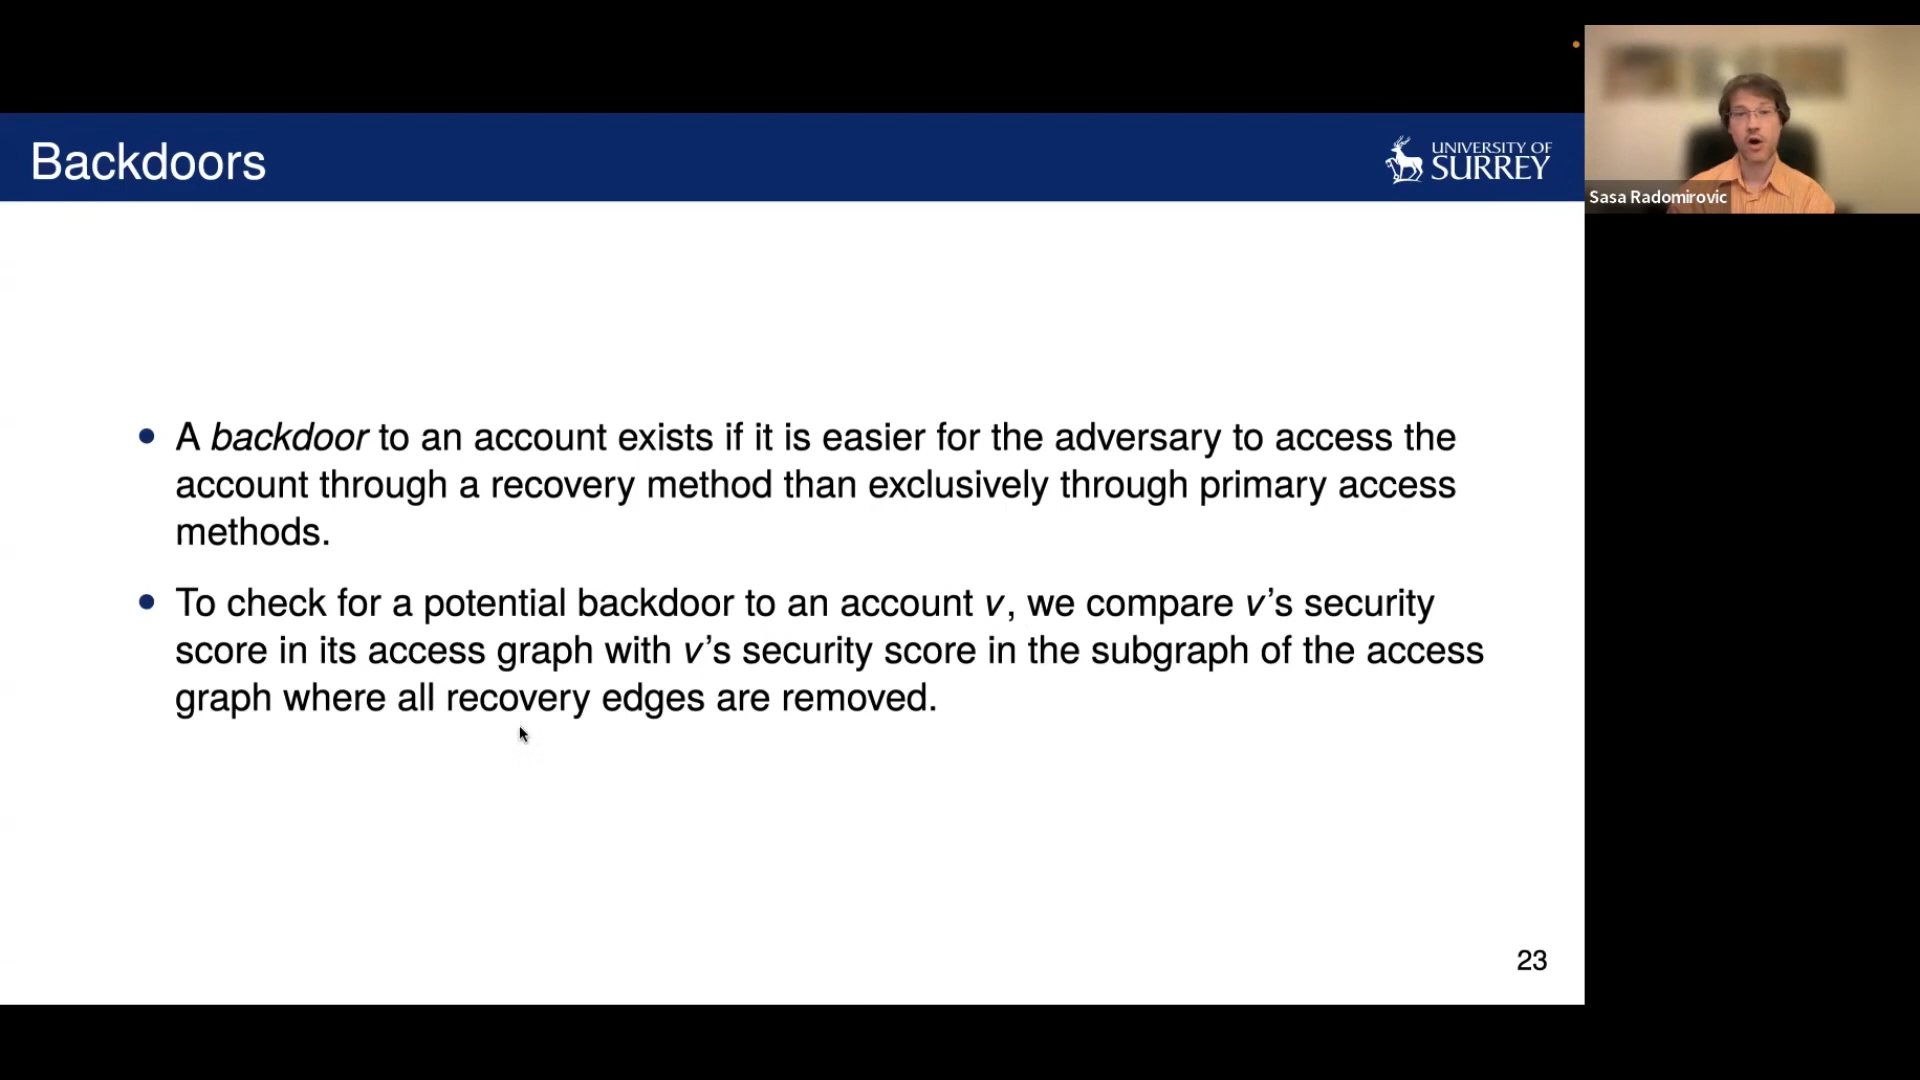 Backdoors
UNIVERSITY OF
SURREY
Sasa Radomirovic
• A backdoor to an account exists if it is easier for the adversary to access the
account through a recovery method than exclusively through primary access
methods.
• To check for a potential backdoor to an account v, we compare v’s security
score in its access graph with v’s security score in the subgraph of the access
graph where all recovery edges are removed.
23